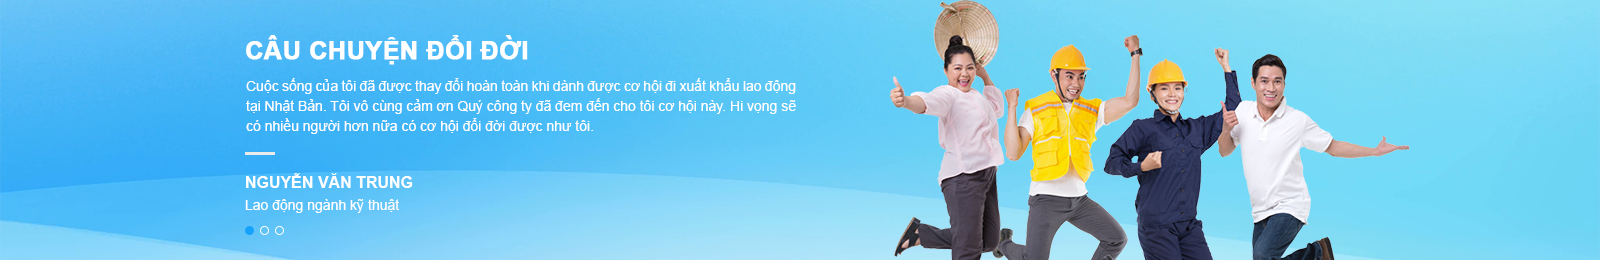 CÂU CHUYỆN ĐỔI ĐỜI
Cuộc sống của tôi đã được thay đổi hoàn toàn khi dành được cơ hội đi xuất khẩu lao động
tại Nhật Bản. Tôi vô cùng cảm ơn Quý công ty đã đem đến cho tôi cơ hội này. Hi vọng sẽ
có nhiều người hơn nữa có cơ hội đổi đời được như tôi.
NGUYỄN VĂN TRUNG
Lao động ngành kỹ thuật